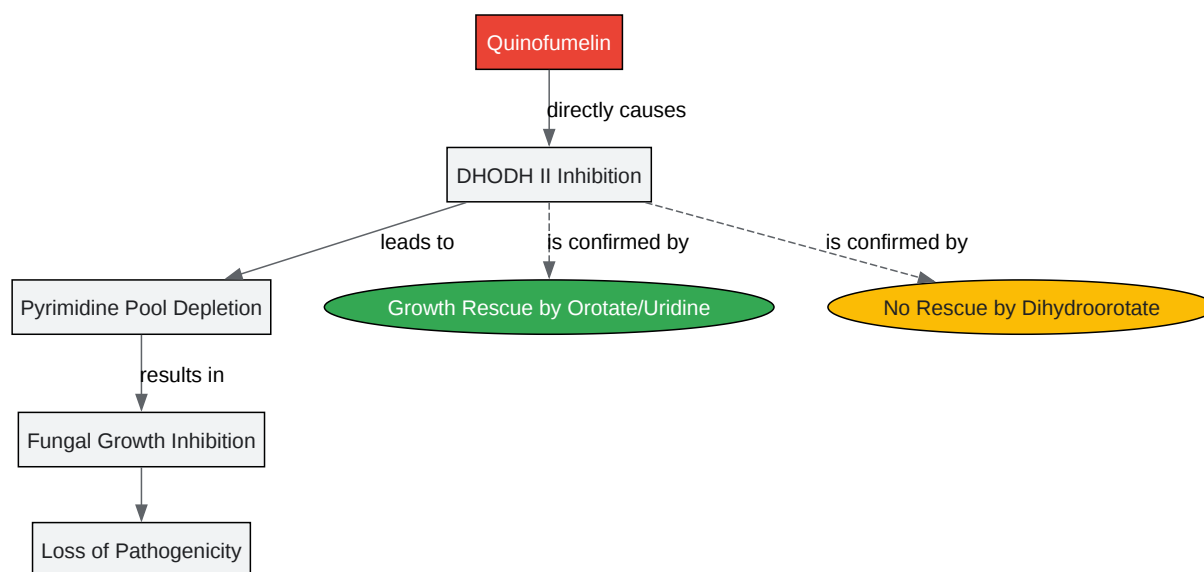 Quinofumelin
directly causes
DHODH II Inhibition
leads to
is confirmed by
is confirmed by
Pyrimidine Pool Depletion
Growth Rescue by Orotate/Uridine
No Rescue by Dihydroorotate
results in
Fungal Growth Inhibition
Loss of Pathogenicity